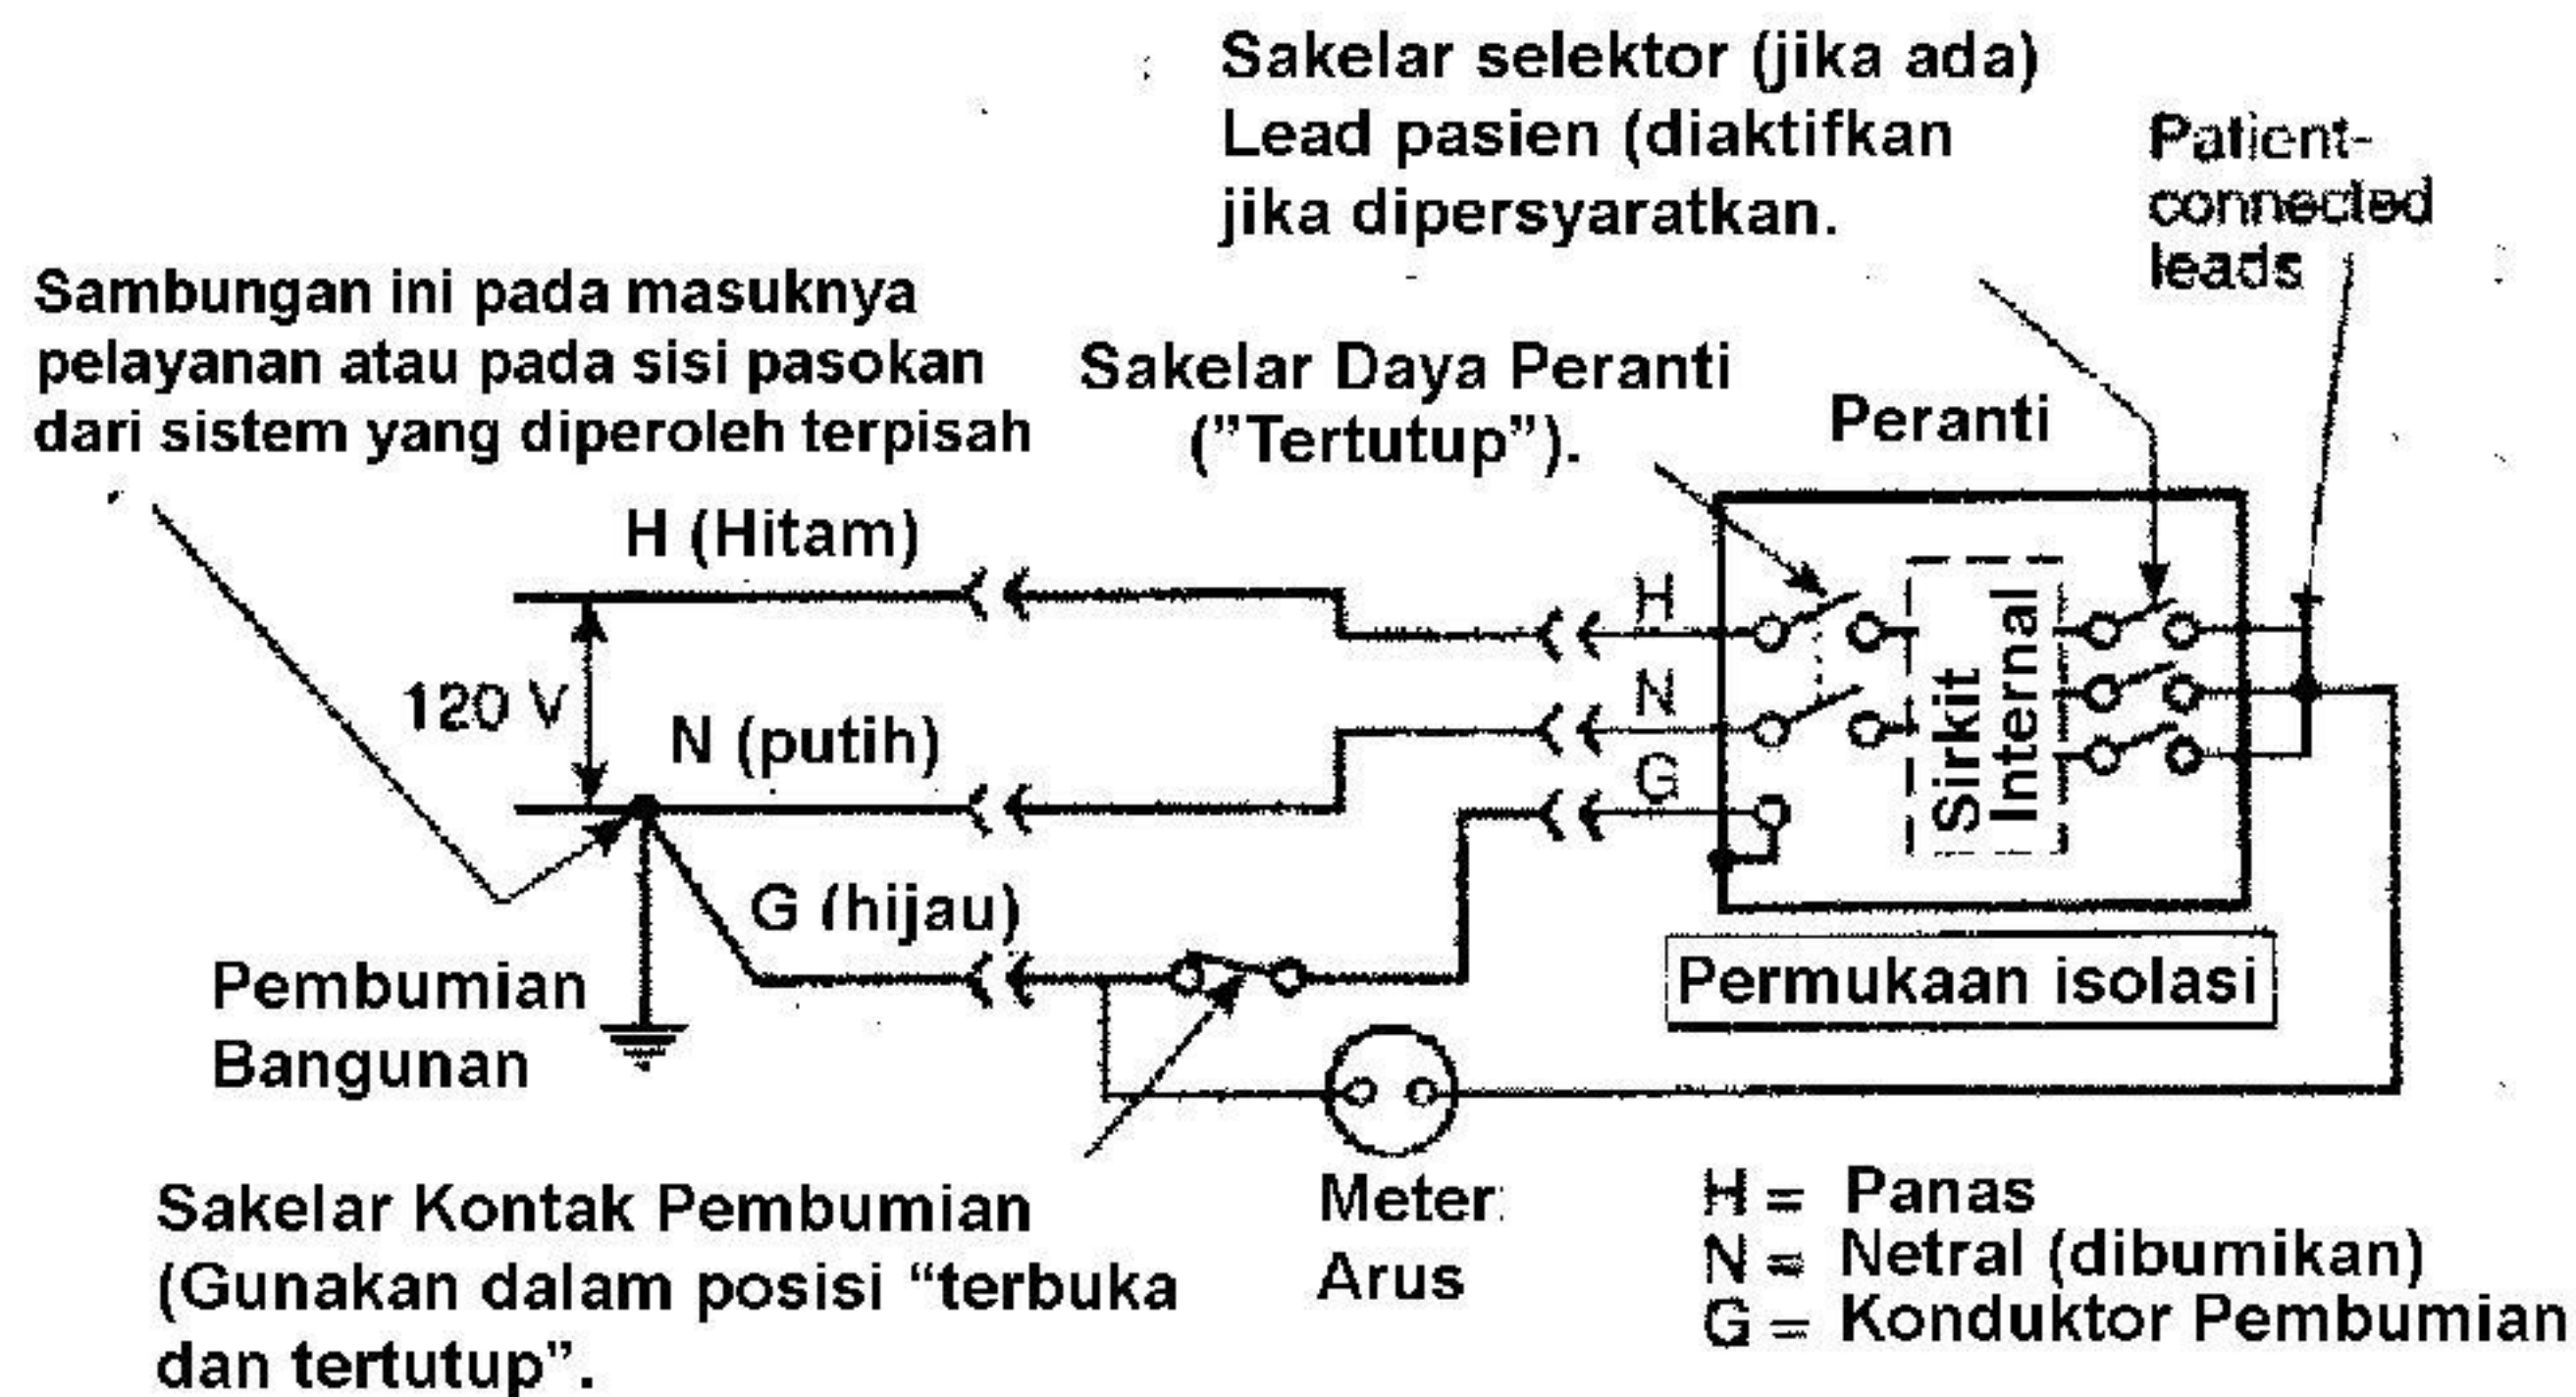 Sakelar selektor (jika ada)
Lead pasien (diaktifkan
jika dipersyaratkan.
Patient-
connected
leads
Sambungan ini pada masuknya
pelayanan atau pada sisi pasokan
dari sistem yang diperoleh terpisah
Sakelar Daya Peranti
("Tertutup").
Peranti
H (Hitam)
H
120 V
N (putih)
N
G
Sirkit
Internal
G (hijau)
Pembumian
Bangunan
Permukaan isolasi
Sakelar Kontak Pembumian
(Gunakan dalam posisi “terbuka
dan tertutup”.
Meter
Arus
H = Panas
N = Netral (dibumikan)
G = Konduktor Pembumian